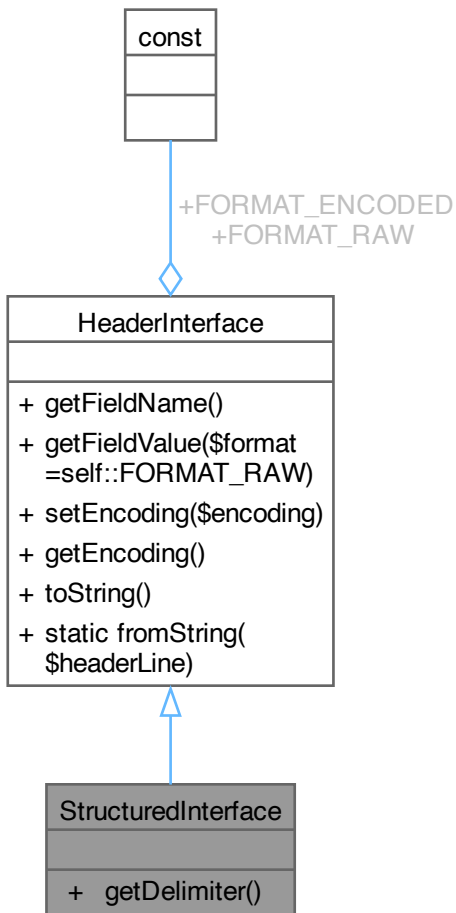 const
+FORMAT_ENCODED
+FORMAT_RAW
HeaderInterface
+ getFieldName()
+ getFieldValue($format
=self::FORMAT_RAW)
+ setEncoding($encoding)
+ getEncoding()
+ toString()
+ static fromString(
$headerLine)
StructuredInterface
+ getDelimiter()